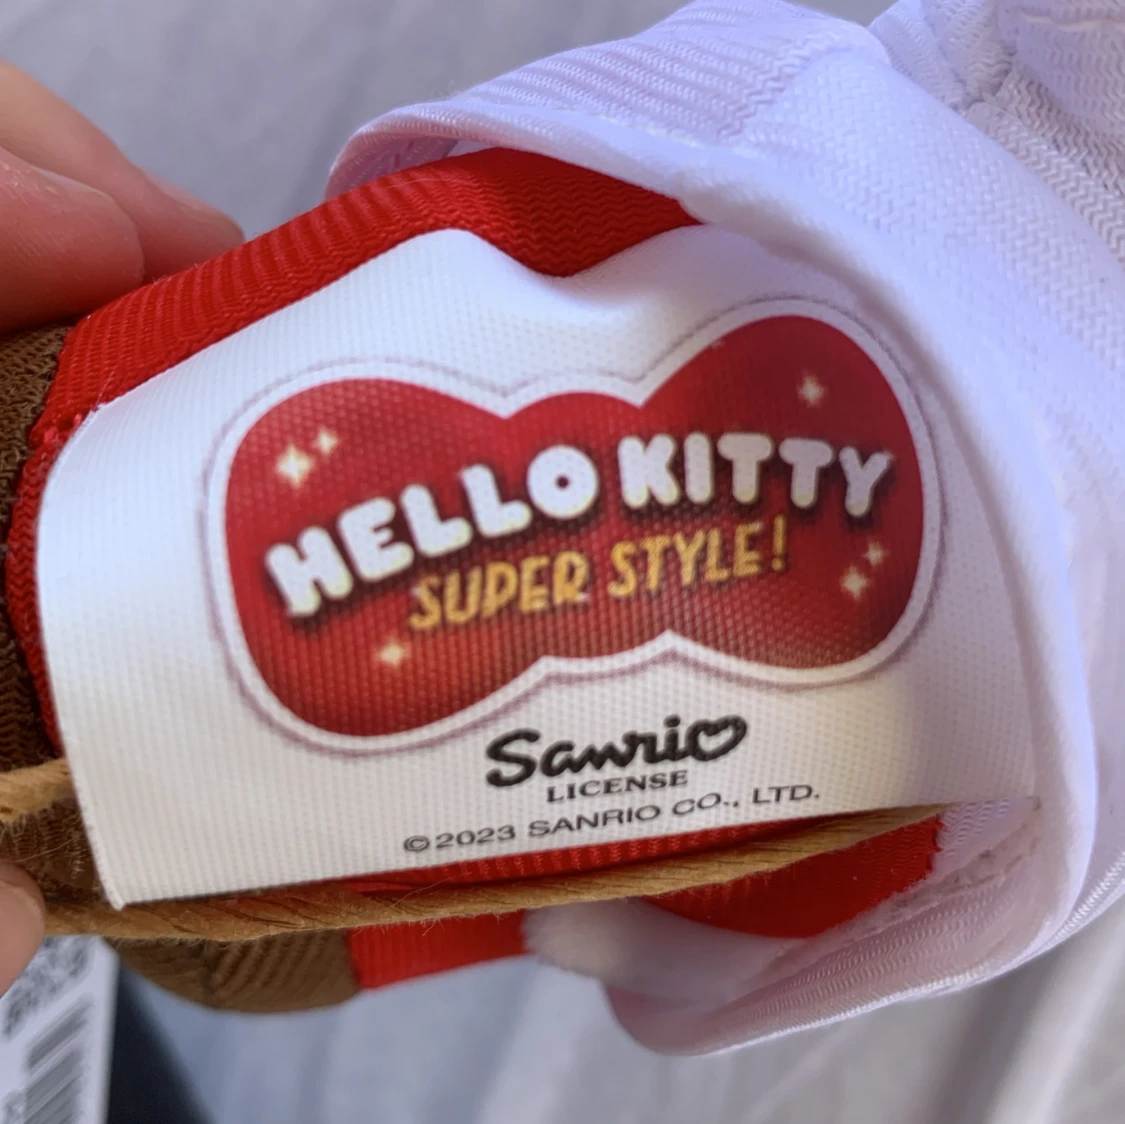 HELLO KITTY
SUPER STYLE!
Sanrio
LICENSE
©2023 SANRIO CO., LTD.